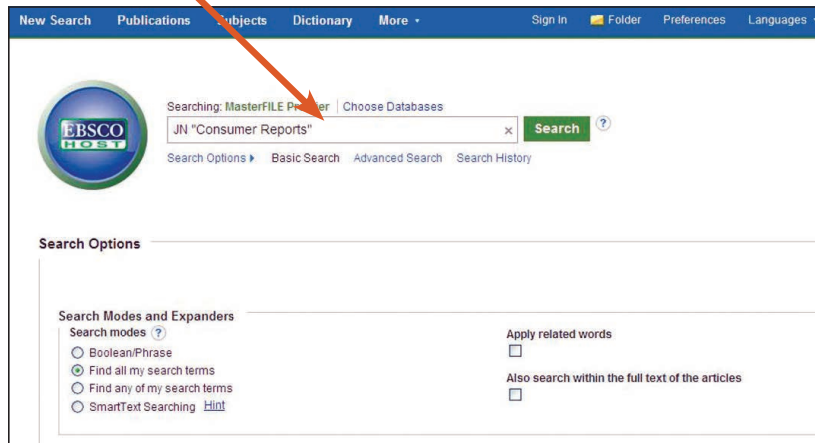 New Search Publications Subjects Dictionary More Sign In Folder Preferences Languages
Searching: MasterFILE Premier | Choose Databases
EBSCO
HOST
JN "Consumer Reports" × Search ?
Search Options Basic Search Advanced Search Search History
Search Options
Search Modes and Expanders
Search modes ? Apply related words
Boolean/Phrase
Find all my search terms
Also search within the full text of the articles
Find any of my search terms
SmartText Searching Hint